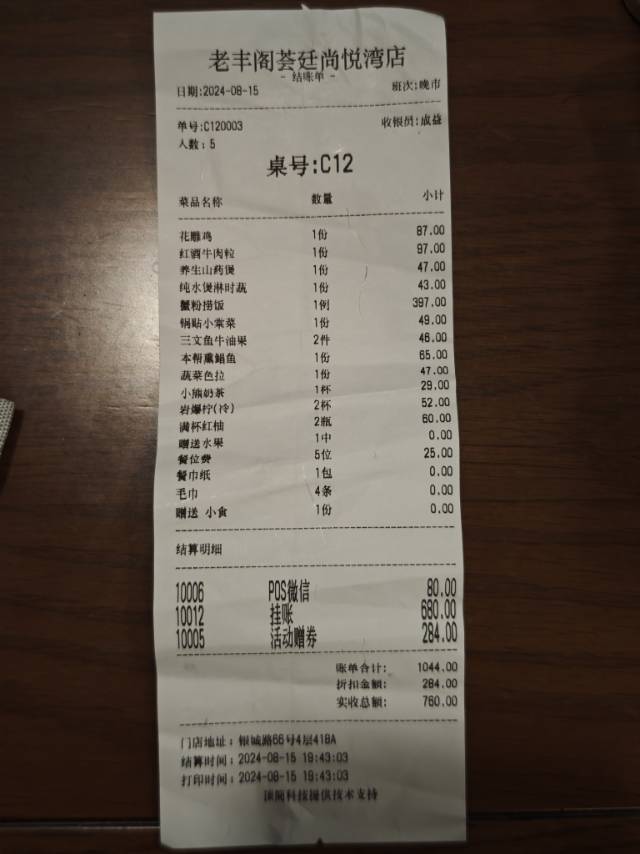 老丰阁荟廷尚悦湾店
- 结账单 -
日期:2024-08-15 班次:晚市
单号:C120003 收银员:成益
人数: 5
桌号:C12
菜品名称 数量 小计
花雕鸡 1份 87.00
红酒牛肉粒 1份 97.00
养生山药煲 1份 47.00
纯水煲淋时蔬 1份 43.00
蟹粉捞饭 1例 397.00
锅贴小棠菜 1份 49.00
三文鱼牛油果 2件 46.00
本帮熏鲳鱼 1份 65.00
蔬菜色拉 1份 47.00
小熊奶茶 1杯 29.00
岩爆柠(冷) 2杯 52.00
满杯红柚 2瓶 60.00
赠送水果 1中 0.00
餐位费 5位 25.00
餐巾纸 1包 0.00
毛巾 4条 0.00
赠送 小食 1份 0.00
结算明细
10006 POS微信 80.00
10012 挂账 680.00
10005 活动赠券 284.00
账单合计: 1044.00
折扣金额: 284.00
实收总额: 760.00
门店地址: 银城路66号4层418A
结算时间: 2024-08-15 19:43:03
打印时间: 2024-08-15 19:43:03
科技提供技术支持